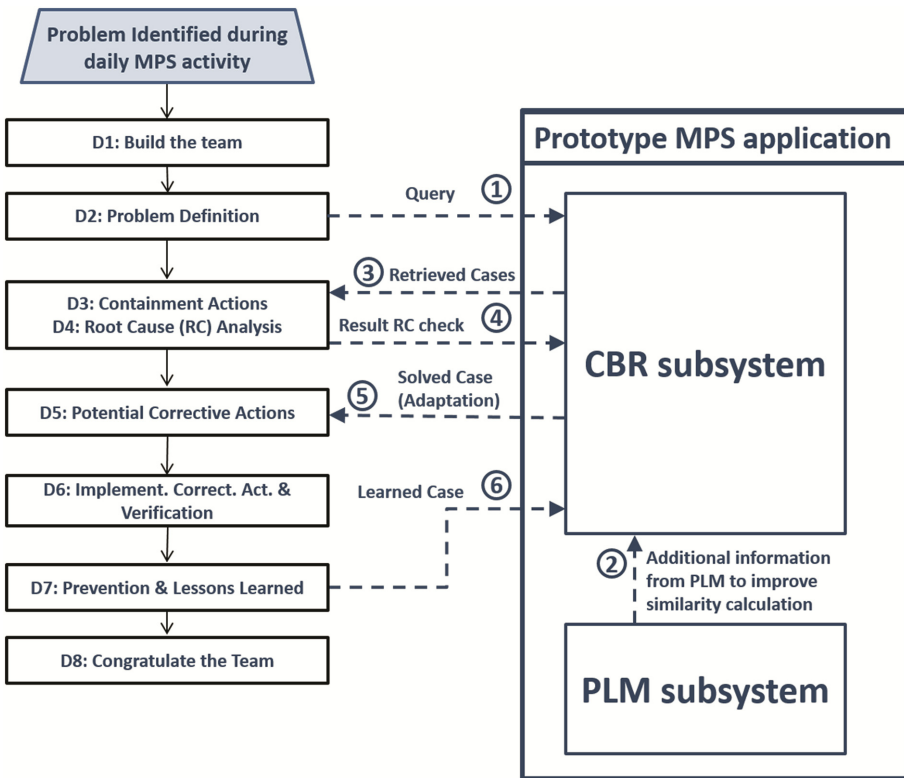 Problem Identified during
daily MPS activity
D1: Build the team
D2: Problem Definition
D3: Containment Actions
D4: Root Cause (RC) Analysis
D5: Potential Corrective Actions
D6: Implement. Correct. Act. &
Verification
D7: Prevention & Lessons Learned
D8: Congratulate the Team
Query
1
3
Retrieved Cases
Result RC check
4
Solved Case
(Adaptation)
5
Learned Case
6
Prototype MPS application
CBR subsystem
2
Additional information
from PLM to improve
similarity calculation
PLM subsystem